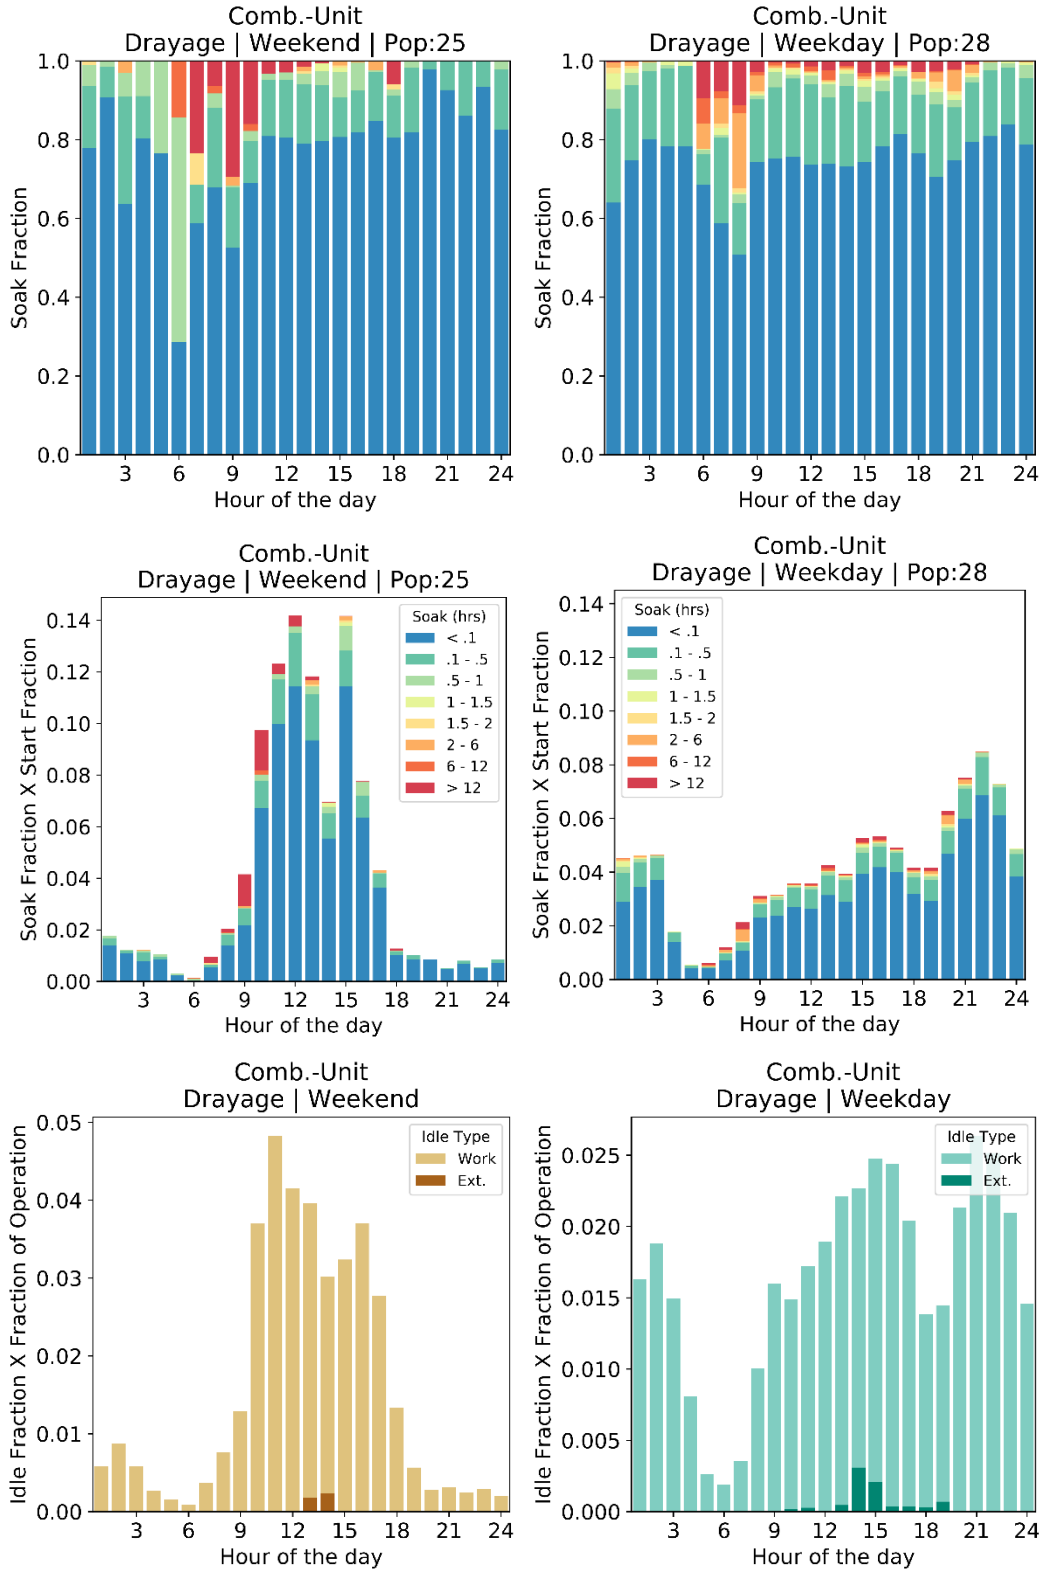 Comb.-Unit
Drayage | Weekend | Pop:25
1.0
0.8
0.6
0.4
0.2
0.0
Soak Fraction
3 6 9 12 15 18 21 24
Hour of the day
Comb.-Unit
Drayage | Weekday | Pop:28
1.0
0.8
0.6
0.4
0.2
0.0
Soak Fraction
3 6 9 12 15 18 21 24
Hour of the day
Comb.-Unit
Drayage | Weekend | Pop:25
0.14
0.12
0.10
0.08
0.06
0.04
0.02
0.00
Soak Fraction X Start Fraction
Soak (hrs)
< .1
.1 - .5
.5 - 1
1 - 1.5
1.5 - 2
2 - 6
6 - 12
> 12
3 6 9 12 15 18 21 24
Hour of the day
Comb.-Unit
Drayage | Weekday | Pop:28
0.14
0.12
0.10
0.08
0.06
0.04
0.02
0.00
Soak Fraction X Start Fraction
Soak (hrs)
< .1
.1 - .5
.5 - 1
1 - 1.5
1.5 - 2
2 - 6
6 - 12
> 12
3 6 9 12 15 18 21 24
Hour of the day
Comb.-Unit
Drayage | Weekend
0.05
0.04
0.03
0.02
0.01
0.00
Idle Fraction X Fraction of Operation
Idle Type
Work
Ext.
3 6 9 12 15 18 21 24
Hour of the day
Comb.-Unit
Drayage | Weekday
0.025
0.020
0.015
0.010
0.005
0.000
Idle Fraction X Fraction of Operation
Idle Type
Work
Ext.
3 6 9 12 15 18 21 24
Hour of the day